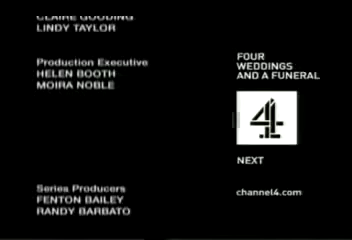 CLAIRE GOODING
LINDY TAYLOR
Production Executive
HELEN BOOTH
MOIRA NOBLE
Series Producers
FENTON BAILEY
RANDY BARBATO
FOUR
WEDDINGS
AND A FUNERAL
4
NEXT
channel4.com